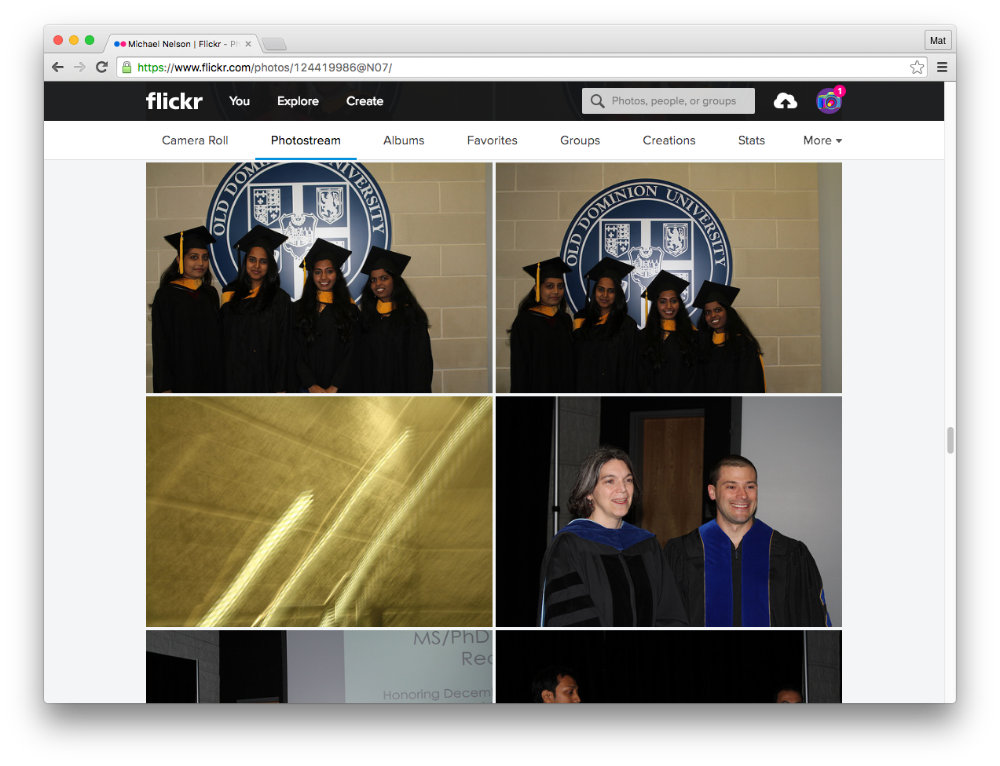 Michael Nelson | Flickr - Ph
Mat
https://www.flickr.com/photos/124419986@N07/
flickr You Explore Create Photos, people, or groups 1
Camera Roll Photostream Albums Favorites Groups Creations Stats More
OLD DOMINION UNIVERSITY
OLD DOMINION UNIVERSITY
MS/PhD
Rec
Honoring Decem